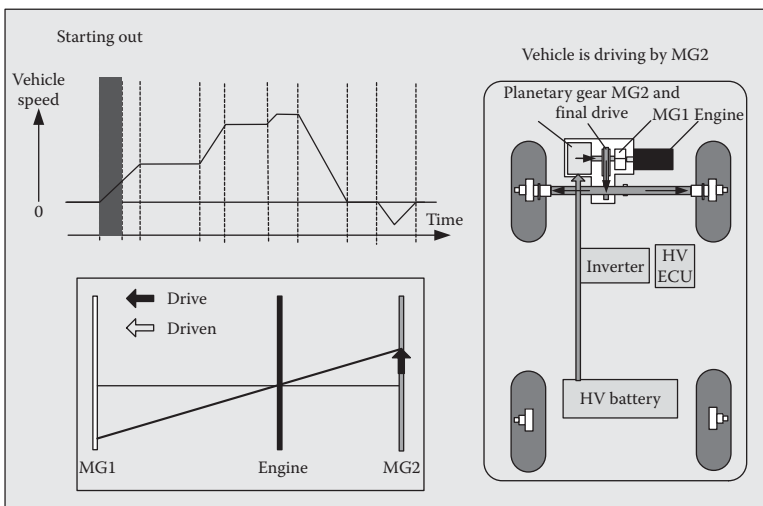 Starting out
Vehicle
speed
0
Time
Drive
Driven
MG1
Engine
MG2
Vehicle is driving by MG2
Planetary gear MG2 and
final drive
MG1 Engine
Inverter
HV
ECU
HV battery